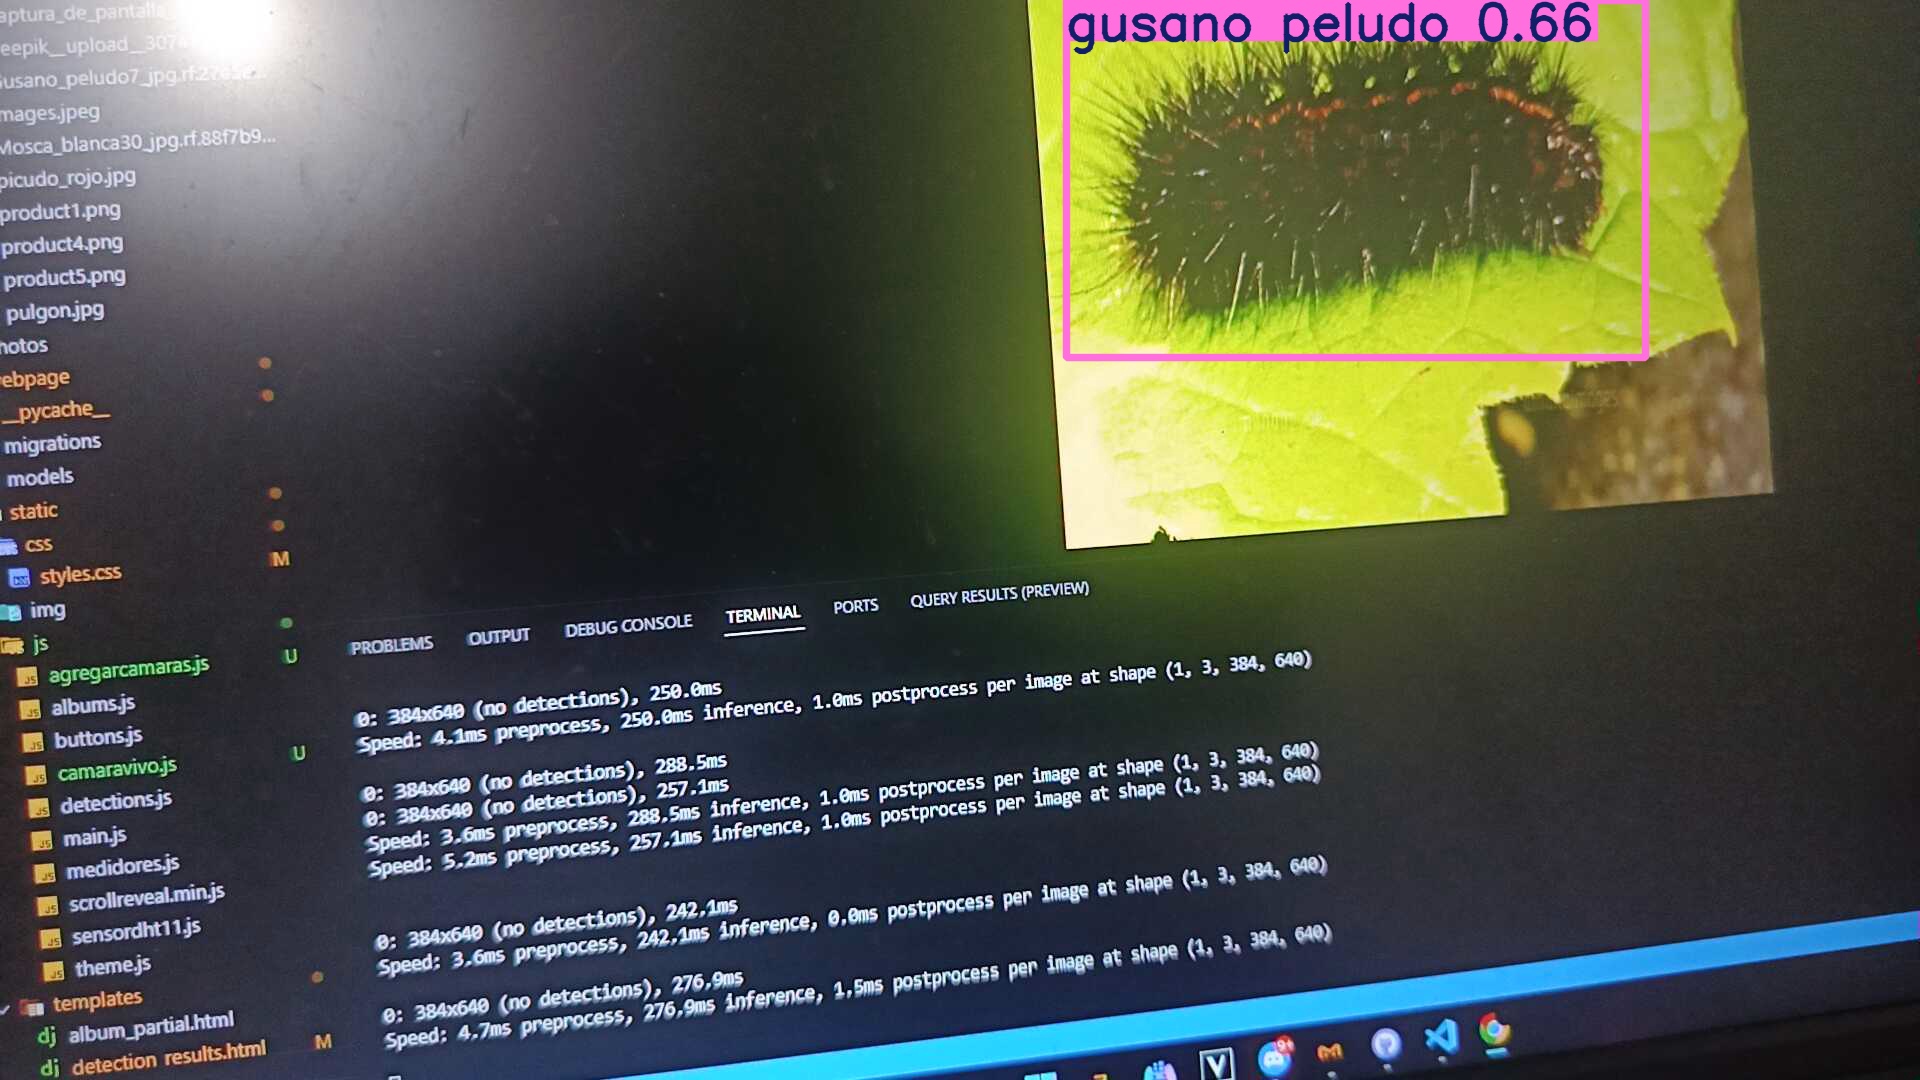 gusano peludo 0.66
aptura_de_pantalla_
eepik__upload__3074
usano_peludo7_jpg.rf.27e5e...
mages.jpeg
Mosca_blanca30_jpg.rf.88f7b9...
picudo_rojo.jpg
product1.png
product4.png
product5.png
pulgon.jpg
hotos
ebpage
__pycache__
migrations
models
static
css
styles.css M
img
js
agregarcamaras.js U
albums.js
buttons.js
camaravivo.js U
detections.js
main.js
medidores.js
scrollreveal.min.js
sensordht11.js
theme.js
templates
dj album_partial.html
dj detection_results.html M
PROBLEMS OUTPUT DEBUG CONSOLE TERMINAL PORTS QUERY RESULTS (PREVIEW)
0: 384x640 (no detections), 250.0ms
Speed: 4.1ms preprocess, 250.0ms inference, 1.0ms postprocess per image at shape (1, 3, 384, 640)
0: 384x640 (no detections), 288.5ms
0: 384x640 (no detections), 257.1ms
Speed: 3.6ms preprocess, 288.5ms inference, 1.0ms postprocess per image at shape (1, 3, 384, 640)
Speed: 5.2ms preprocess, 257.1ms inference, 1.0ms postprocess per image at shape (1, 3, 384, 640)
0: 384x640 (no detections), 242.1ms
Speed: 3.6ms preprocess, 242.1ms inference, 0.0ms postprocess per image at shape (1, 3, 384, 640)
0: 384x640 (no detections), 276.9ms
Speed: 4.7ms preprocess, 276.9ms inference, 1.5ms postprocess per image at shape (1, 3, 384, 640)
V 9+